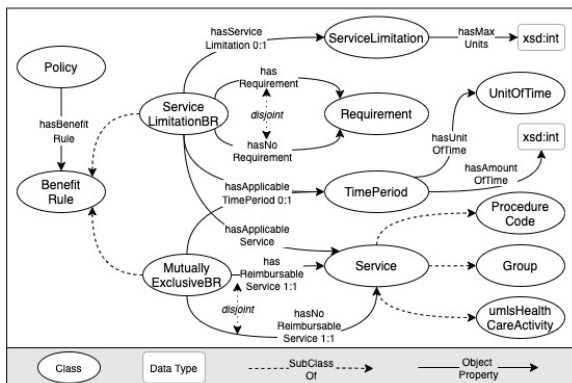 hasService
Limitation 0:1
ServiceLimitation
hasMax
Units
xsd:int
Policy
has
Requirement
UnitOfTime
Service
LimitationBR
disjoint
Requirement
hasBenefit
Rule
hasNo
Requirement
hasUnit
OfTime
xsd:int
hasApplicable
TimePeriod 0:1
TimePeriod
hasAmount
OfTime
Benefit
Rule
Procedure
Code
hasApplicable
Service
Mutually
ExclusiveBR
has
Reimbursable
Service 1:1
Service
Group
disjoint
hasNo
Reimbursable
Service 1:1
umlsHealth
CareActivity
Class
Data Type
SubClass
Of
Object
Property